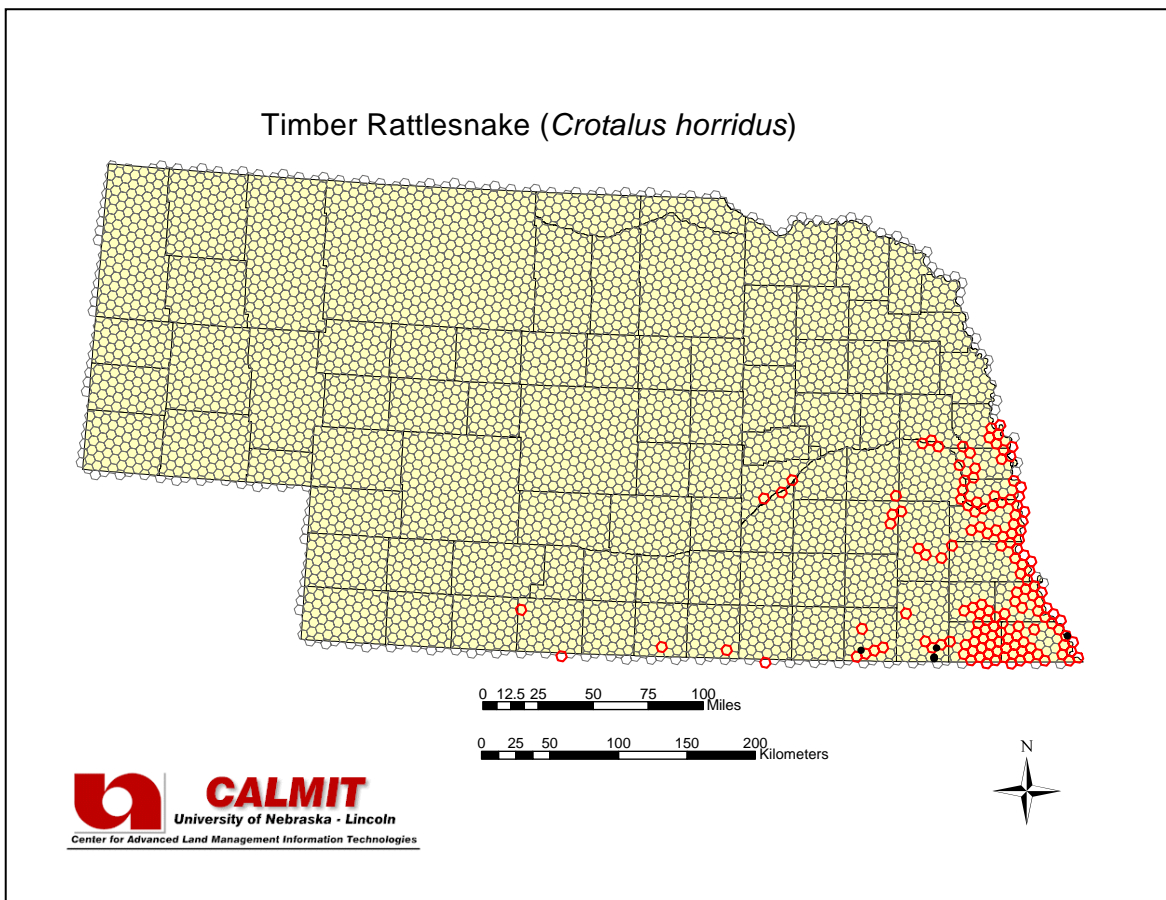 Timber Rattlesnake (Crotalus horridus)
0 12.5 25 50 75 100
Miles
0 25 50 100 150 200
Kilometers
N
CALMIT
University of Nebraska - Lincoln
Center for Advanced Land Management Information Technologies